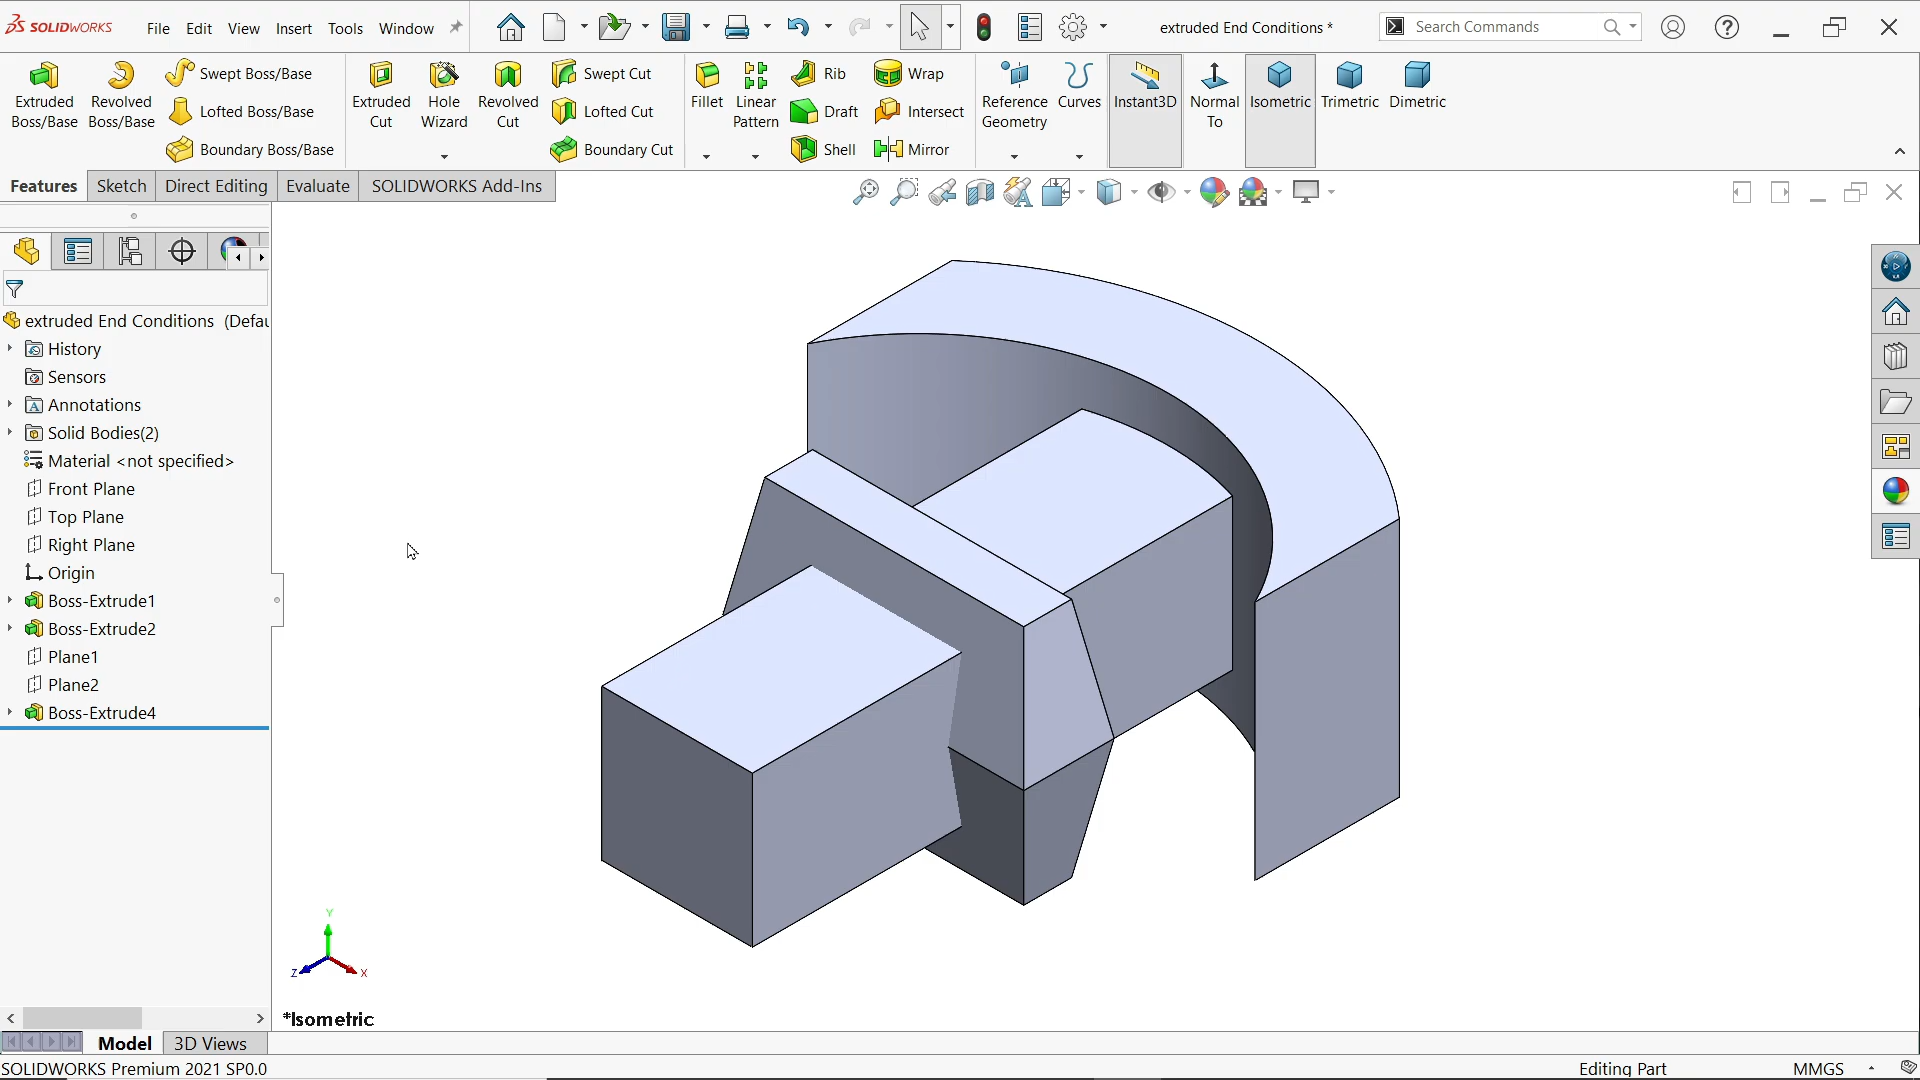 SOLIDWORKS File Edit View Insert Tools Window extruded End Conditions * Search Commands
Extruded Boss/Base
Revolved Boss/Base
Swept Boss/Base
Lofted Boss/Base
Boundary Boss/Base
Extruded Cut
Hole Wizard
Revolved Cut
Swept Cut
Lofted Cut
Boundary Cut
Fillet
Linear Pattern
Rib
Draft
Shell
Wrap
Intersect
Mirror
Reference Geometry
Curves
Instant3D
Normal To
Isometric
Trimetric
Dimetric
Features Sketch Direct Editing Evaluate SOLIDWORKS Add-Ins
extruded End Conditions (Defau
History
Sensors
Annotations
Solid Bodies(2)
Material <not specified>
Front Plane
Top Plane
Right Plane
Origin
Boss-Extrude1
Boss-Extrude2
Plane1
Plane2
Boss-Extrude4
Y
Z
X
*Isometric
Model 3D Views
SOLIDWORKS Premium 2021 SP0.0 Editing Part MMGS